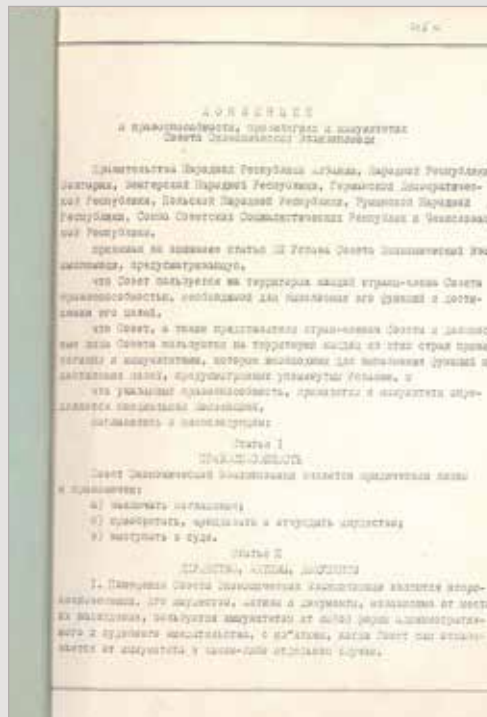 КОНВЕНЦИЯ
о правоспособности, привилегиях и иммунитетах
Совета Экономической Взаимопомощи
Правительства Народной Республики Албании, Народной Республики
Болгарии, Венгерской Народной Республики, Германской Демократичес-
кой Республики, Польской Народной Республики, Румынской Народной
Республики, Союза Советских Социалистических Республик и Чехословац
кой Республики,
принимая во внимание статью Устава Совета Экономической Вза
имопомощи, предусматривающую,
что Совет пользуется на территории каждой страны-члена Совета
правоспособностью, необходимой для выполнения его функций и дости-
жения его целей,
что Совет, а также представители стран-членов Совета и должнос
ные лица Совета пользуются на территории каждой из этих стран приви
легиями и иммунитетами, которые необходимы для выполнения функций и
достижения целей, предусмотренных упомянутым Уставом, и
что указанные правоспособность, привилегии и иммунитеты опре-
деляются специальной Конвенцией,
согласились о нижеследующем:
Статья I
ПРАВОСПОСОБНОСТЬ
Совет Экономической Взаимопомощи является юридическим лицом
и правомочен:
а) заключать соглашения;
б) приобретать, арендовать и отчуждать имущество;
в) выступать в суде.
Статья II
ИМУЩЕСТВО, АКТИВЫ, ДОКУМЕНТЫ
1. Помещения Совета Экономической Взаимопомощи являются непри-
косновенными. Его имущество, активы и документы, независимо от места
их нахождения, пользуются иммунитетом от любой формы административ-
ного и судебного вмешательства, с из"ятием, когда Совет сам отказы-
вается от иммунитета в каком-либо отдельном случае.